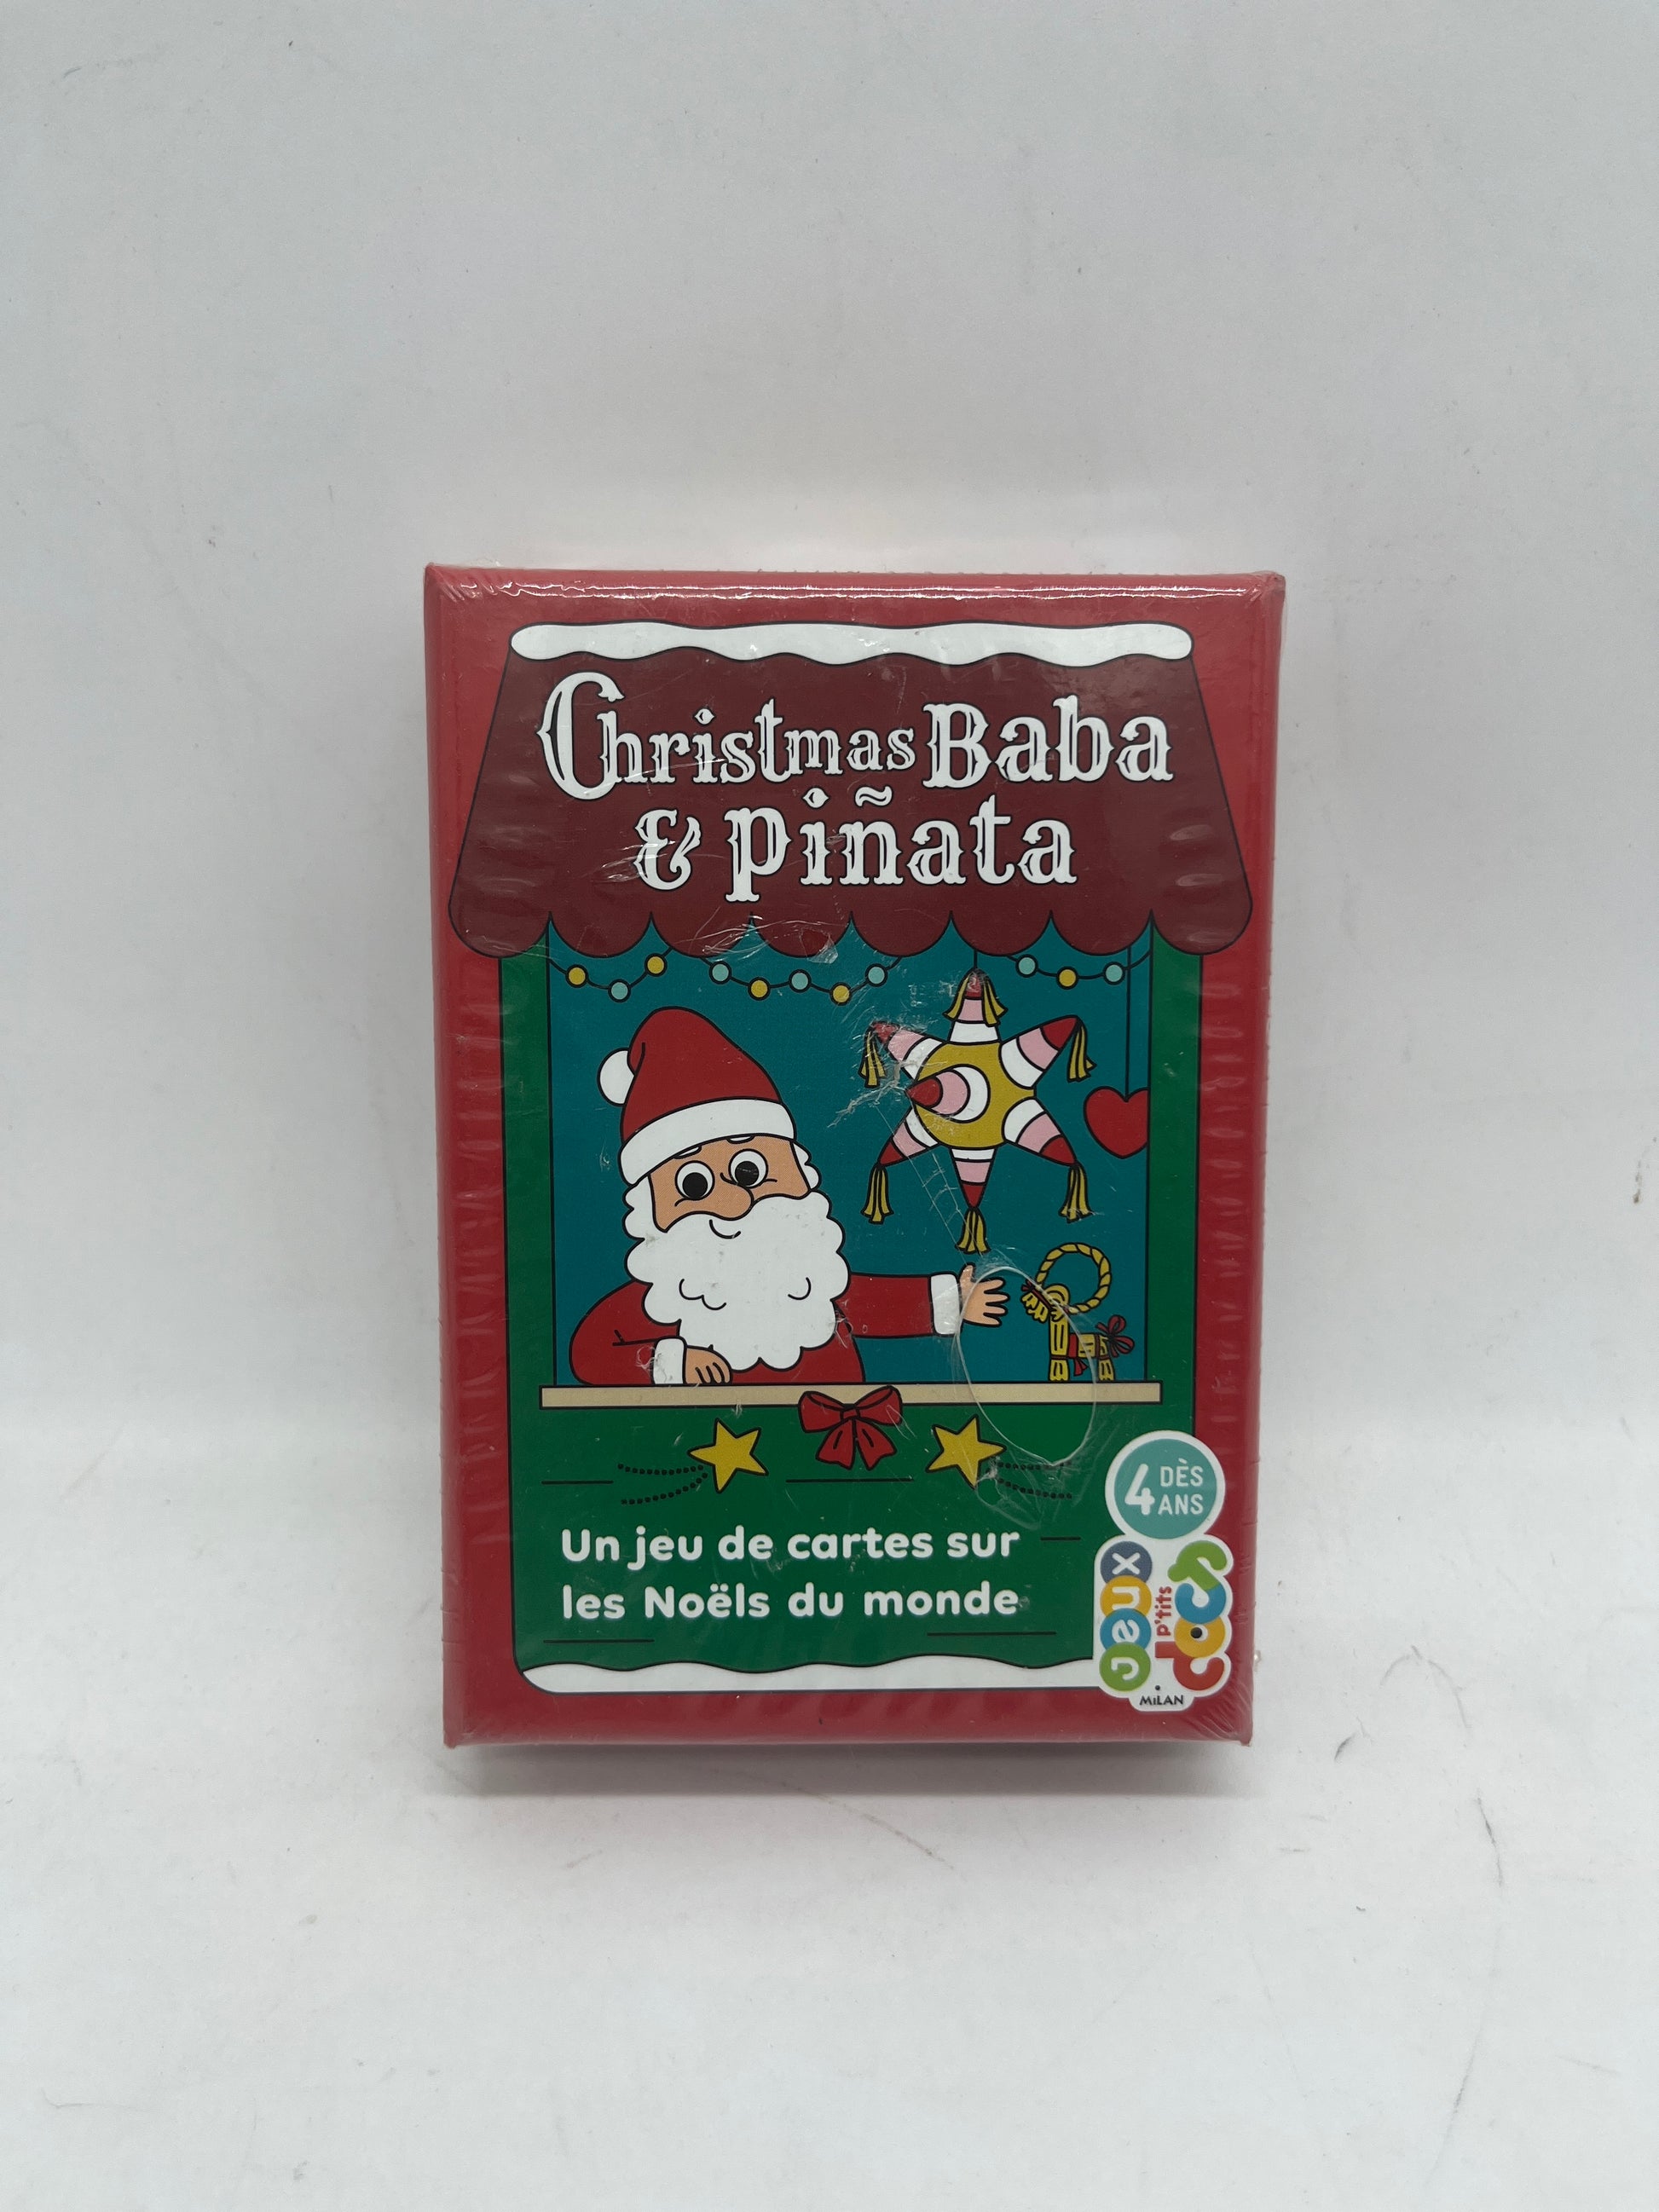 Christmas Baba
& Piñata
Un jeu de cartes sur
les Noëls du monde
4 DÈS
ANS
Jeux
p'tits
docs
MiLAN